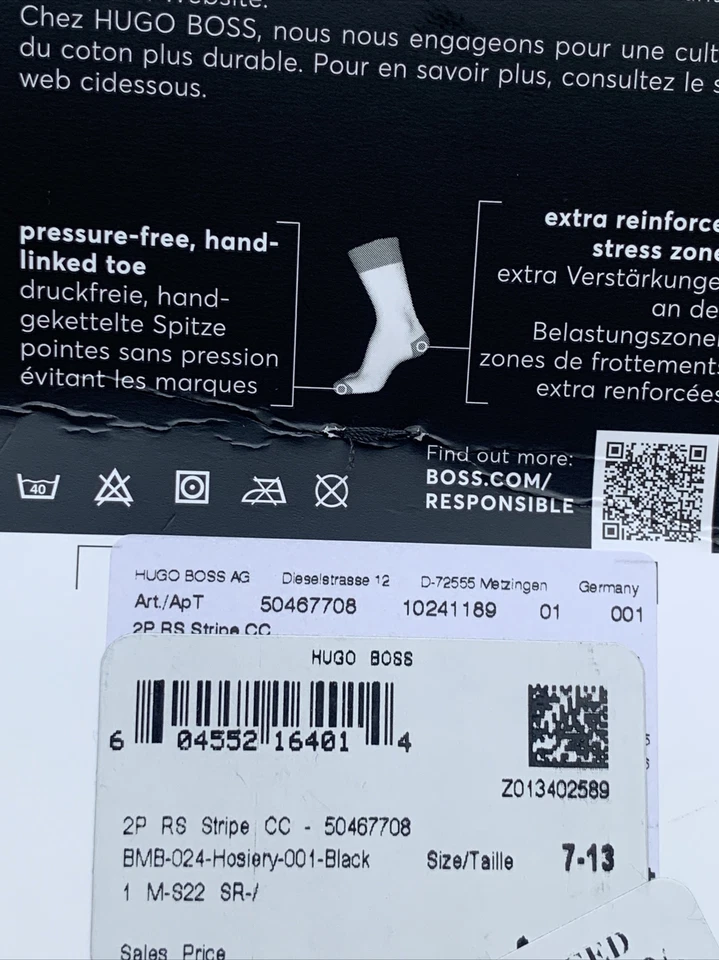 Chez HUGO BOSS, nous nous engageons pour une cult
du coton plus durable. Pour en savoir plus, consultez le s
web cidessous.
pressure-free, hand-
linked toe
druckfreie, hand-
gekettelte Spitze
pointes sans pression
évitant les marques
extra reinforce
stress zone
extra Verstärkunge
an de
Belastungszone
zones de frottement
extra renforcées
40
Find out more:
BOSS.COM/
RESPONSIBLE
HUGO BOSS AG Dieselstrasse 12 D-72555 Metzingen Germany
Art./ApT 50467708 10241189 01 001
2P RS Stripe CC
HUGO BOSS
6 04552 16401 4
Z013402589
2P RS Stripe CC - 50467708
BMB-024-Hosiery-001-Black Size/Taille 7-13
1 M-S22 SR-/
Sales Price